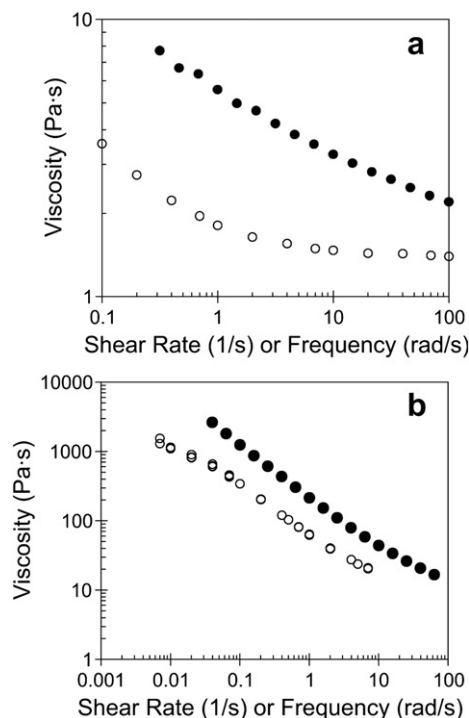 10
a
Viscosity (Pa·s)
1
0.1 1 10 100
Shear Rate (1/s) or Frequency (rad/s)
10000
b
1000
Viscosity (Pa·s)
100
10
1
0.001 0.01 0.1 1 10 100
Shear Rate (1/s) or Frequency (rad/s)